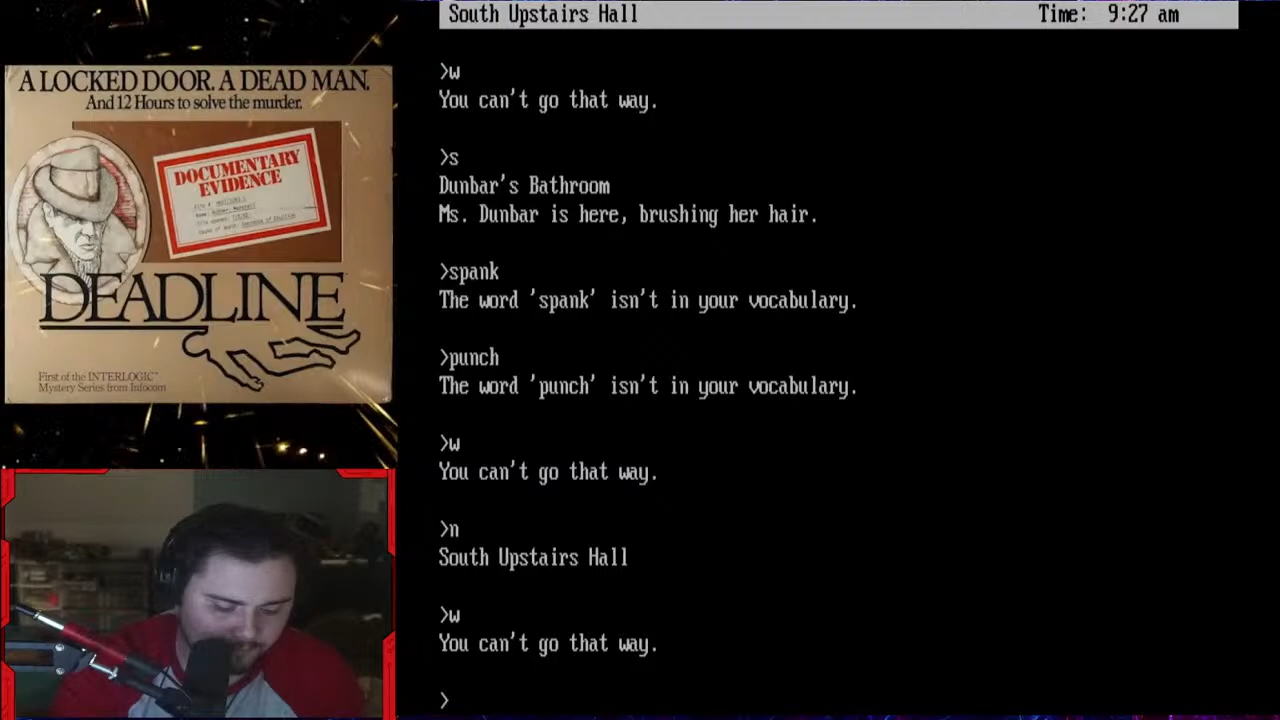 A LOCKED DOOR. A DEAD MAN.
And 12 Hours to solve the murder.
DOCUMENTARY
EVIDENCE
DEADLINE
First of the INTERLOGIC™
Mystery Series from Infocom
South Upstairs Hall Time: 9:27 am
>w
You can't go that way.
>s
Dunbar's Bathroom
Ms. Dunbar is here, brushing her hair.
>spank
The word 'spank' isn't in your vocabulary.
>punch
The word 'punch' isn't in your vocabulary.
>w
You can't go that way.
>n
South Upstairs Hall
>w
You can't go that way.
>